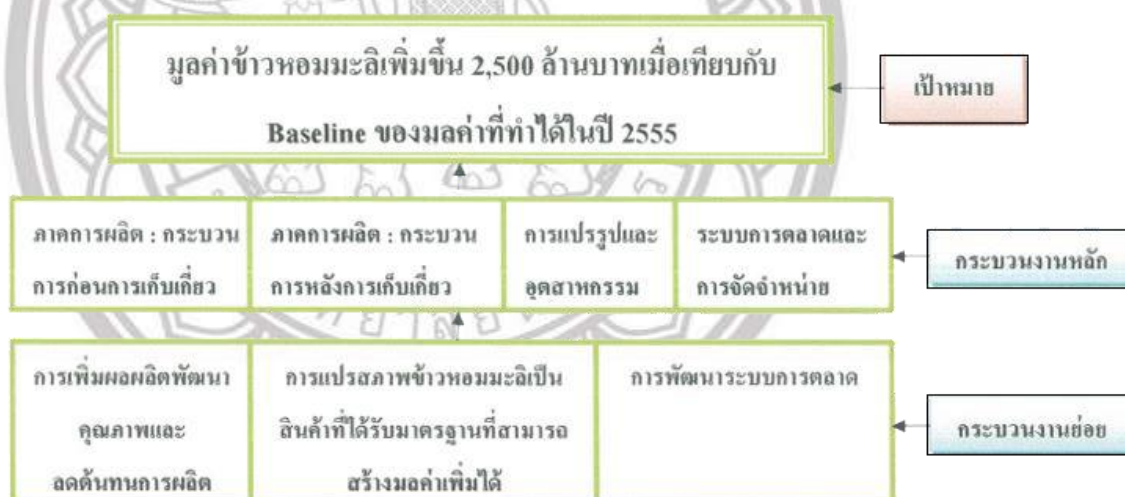 มูลค่าข้าวหอมมะลิเพิ่มขึ้น 2,500 ล้านบาทเมื่อเทียบกับ
Baseline ของมูลค่าที่ทำได้ในปี 2555
เป้าหมาย
ภาคการผลิต : กระบวน
การก่อนการเก็บเกี่ยว
ภาคการผลิต : กระบวน
การหลังการเก็บเกี่ยว
การแปรรูปและ
อุตสาหกรรม
ระบบการตลาดและ
การจัดจำหน่าย
กระบวนงานหลัก
การเพิ่มผลผลิตพัฒนา
คุณภาพและ
ลดต้นทุนการผลิต
การแปรสภาพข้าวหอมมะลิเป็น
สินค้าที่ได้รับมาตรฐานที่สามารถ
สร้างมูลค่าเพิ่มได้
การพัฒนาระบบการตลาด
กระบวนงานย่อย